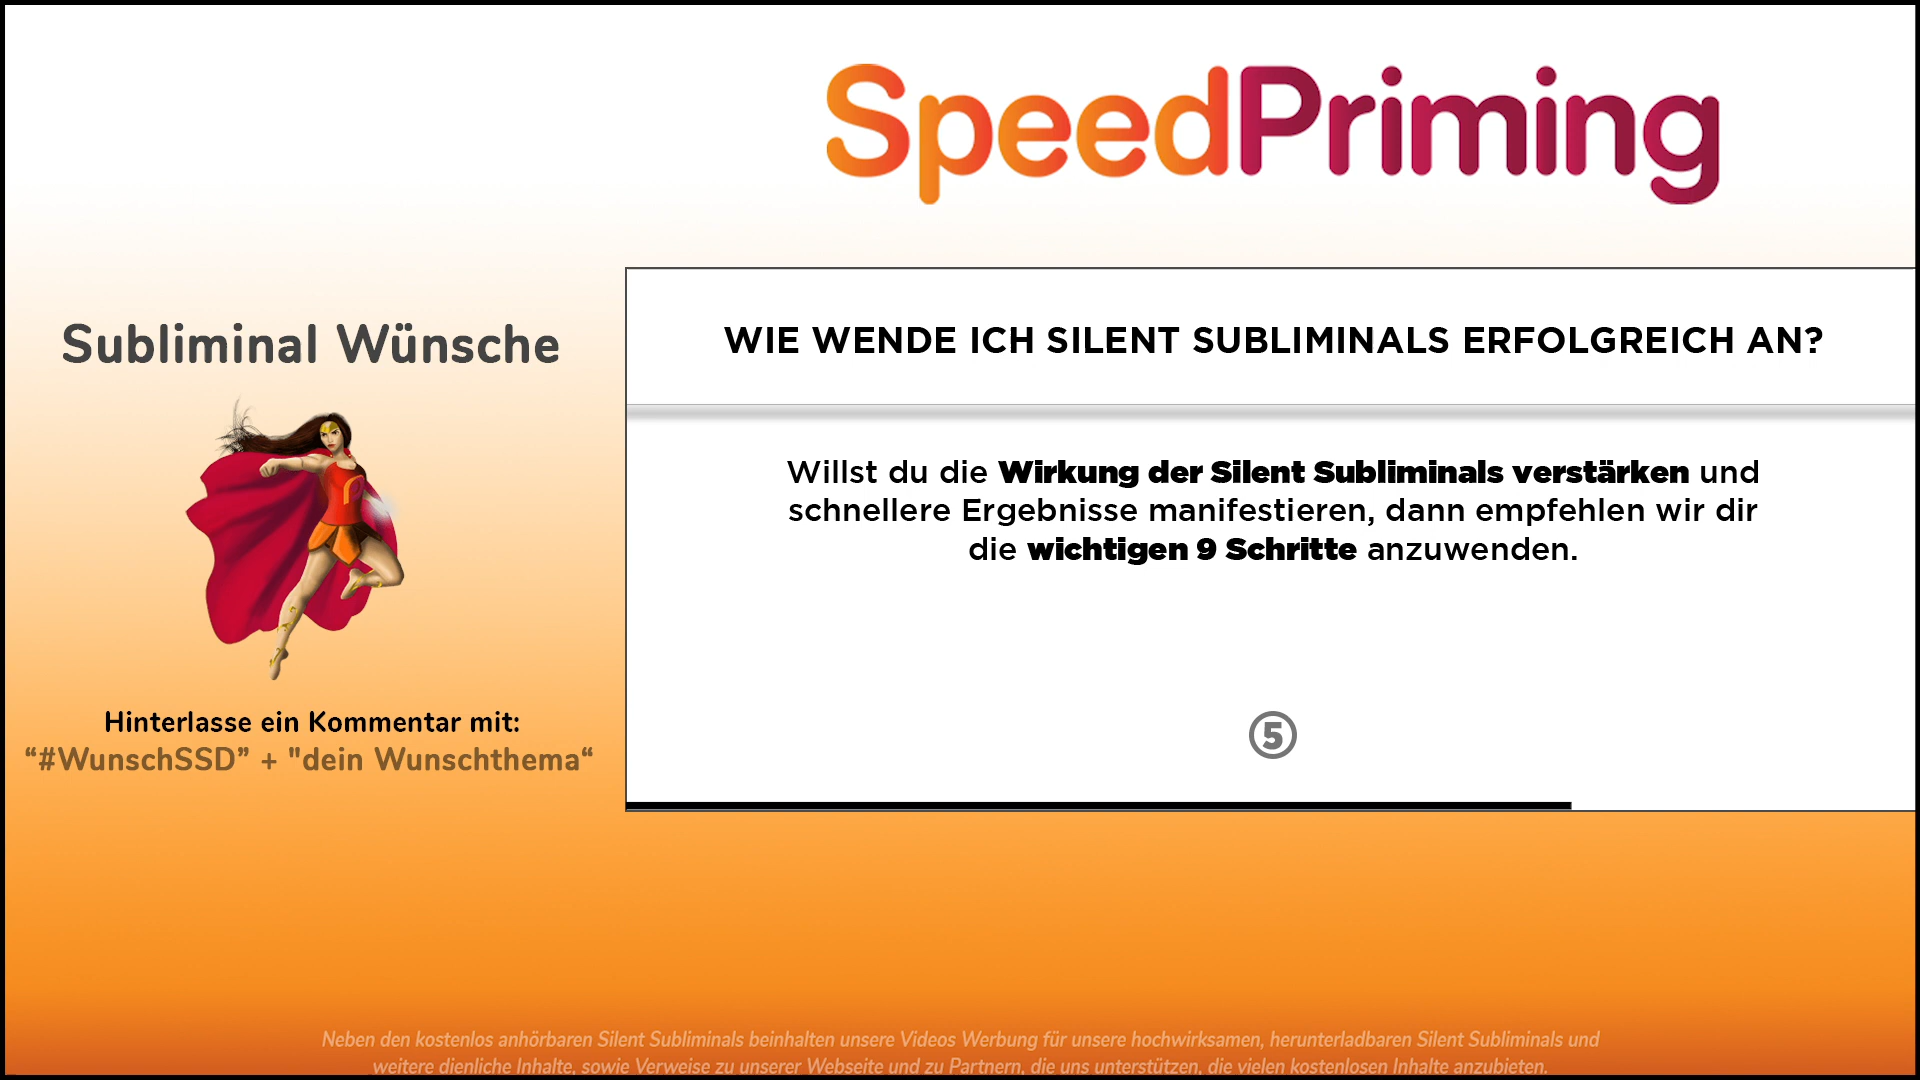 SpeedPriming
Subliminal Wünsche
Hinterlasse ein Kommentar mit:
“#WunschSSD” + "dein Wunschthema“
WIE WENDE ICH SILENT SUBLIMINALS ERFOLGREICH AN?
Willst du die Wirkung der Silent Subliminals verstärken und
schnellere Ergebnisse manifestieren, dann empfehlen wir dir
die wichtigen 9 Schritte anzuwenden.
5
Neben den kostenlos anhörbaren Silent Subliminals beinhalten unsere Videos Werbung für unsere hochwirksamen, herunterladbaren Silent Subliminals und
weitere dienliche Inhalte, sowie Verweise zu unserer Webseite und zu Partnern, die uns unterstützen, die vielen kostenlosen Inhalte anzubieten.